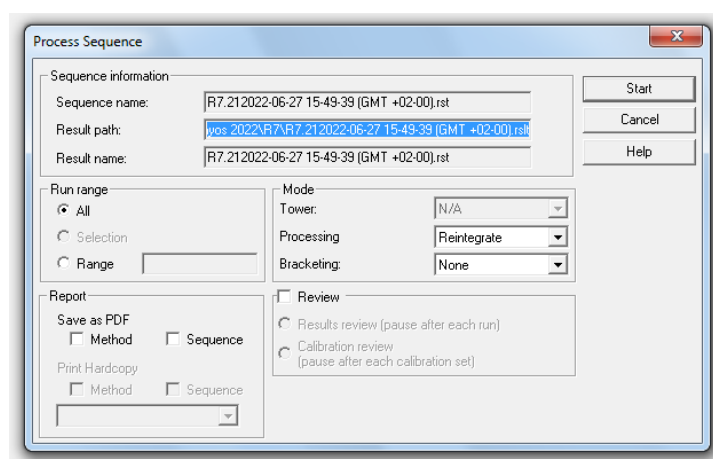 Process Sequence
Sequence information
Sequence name:
R7.212022-06-27 15-49-39 (GMT +02-00).rst
Result path:
yos 2022\R7\R7.212022-06-27 15-49-39 (GMT +02-00).rslt
Result name:
R7.212022-06-27 15-49-39 (GMT +02-00).rst
Start
Cancel
Help
Run range
All
Selection
Range
Mode
Tower:
N/A
Processing
Reintegrate
Bracketing:
None
Report
Save as PDF
Method
Sequence
Print Hardcopy
Method
Sequence
Review
Results review (pause after each run)
Calibration review
(pause after each calibration set)